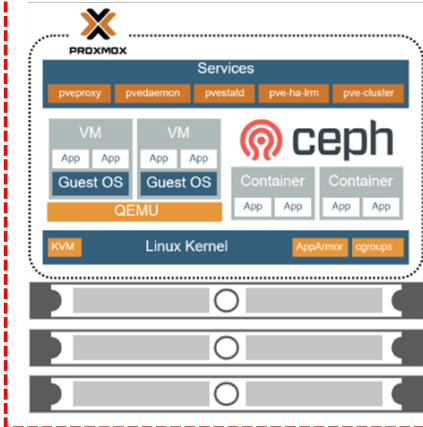 PROXMOX
Services
pveproxy pvedaemon pvestatd pve-ha-lrm pve-cluster
VM VM
ceph
App App App App
Guest OS Guest OS
Container Container
QEMU
App App App App
KVM Linux Kernel AppArmor cgroups